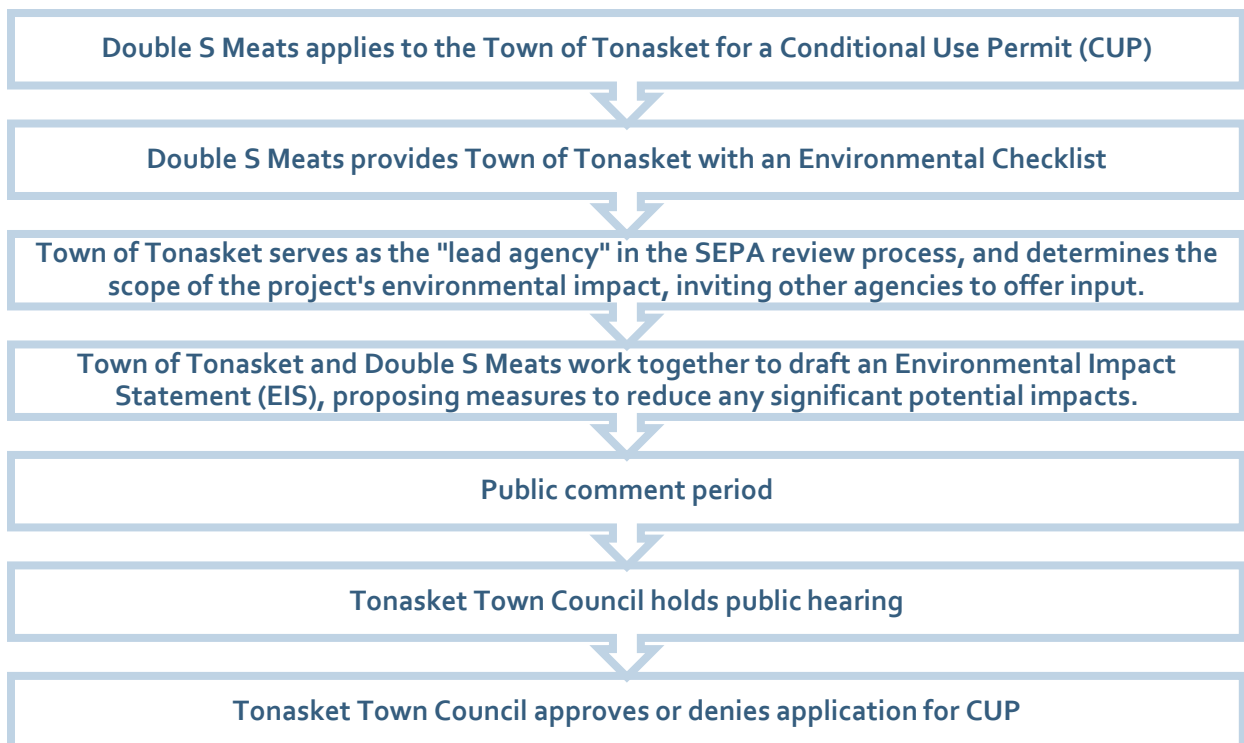 Double S Meats applies to the Town of Tonasket for a Conditional Use Permit (CUP)
Double S Meats provides Town of Tonasket with an Environmental Checklist
Town of Tonasket serves as the "lead agency" in the SEPA review process, and determines the
scope of the project's environmental impact, inviting other agencies to offer input.
Town of Tonasket and Double S Meats work together to draft an Environmental Impact
Statement (EIS), proposing measures to reduce any significant potential impacts.
Public comment period
Tonasket Town Council holds public hearing
Tonasket Town Council approves or denies application for CUP